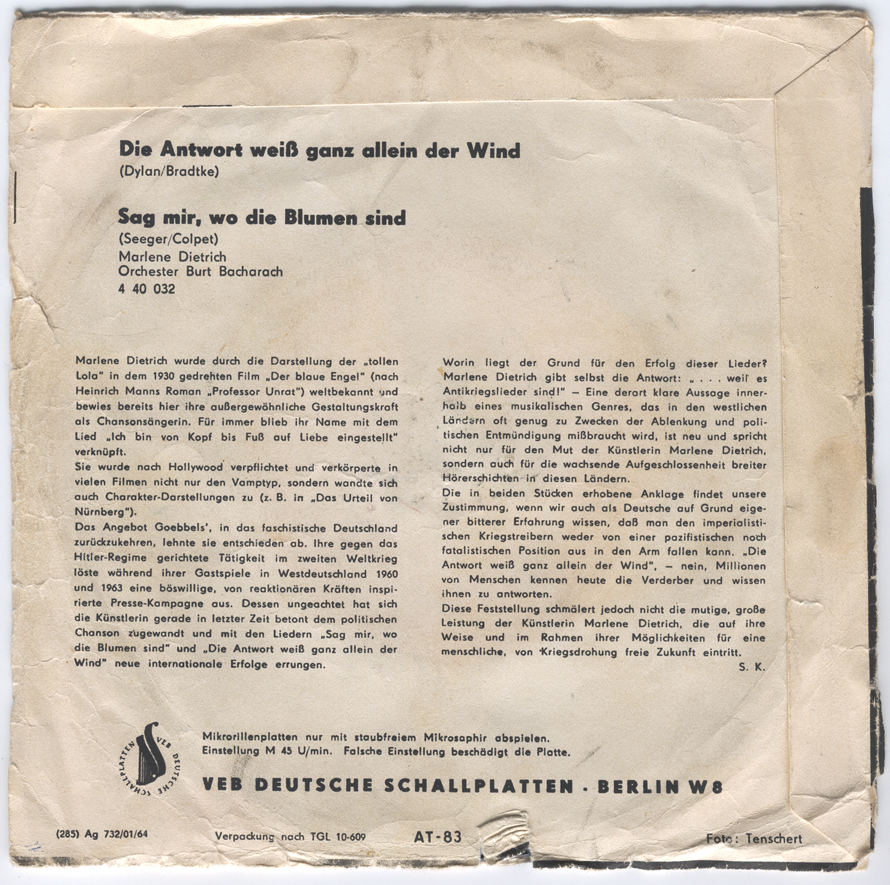 Die Antwort weiß ganz allein der Wind
(Dylan/Bradtke)
Sag mir, wo die Blumen sind
(Seeger/Colpet)
Marlene Dietrich
Orchester Burt Bacharach
4 40 032
Marlene Dietrich wurde durch die Darstellung der „tollen
Lola“ in dem 1930 gedrehten Film „Der blaue Engel“ (nach
Heinrich Manns Roman „Professor Unrat“) weltbekannt und
bewies bereits hier ihre außergewöhnliche Gestaltungskraft
als Chansonsängerin. Für immer blieb ihr Name mit dem
Lied „Ich bin von Kopf bis Fuß auf Liebe eingestellt“
verknüpft.
Sie wurde nach Hollywood verpflichtet und verkörperte in
vielen Filmen nicht nur den Vamptyp, sondern wandte sich
auch Charakter-Darstellungen zu (z. B. in „Das Urteil von
Nürnberg“).
Das Angebot Goebbels’, in das faschistische Deutschland
zurückzukehren, lehnte sie entschieden ab. Ihre gegen das
Hitler-Regime gerichtete Tätigkeit im zweiten Weltkrieg
löste während ihrer Gastspiele in Westdeutschland 1960
und 1963 eine böswillige, von reaktionären Kräften inspi-
rierte Presse-Kampagne aus. Dessen ungeachtet hat sich
die Künstlerin gerade in letzter Zeit betont dem politischen
Chanson zugewandt und mit den Liedern „Sag mir, wo
die Blumen sind“ und „Die Antwort weiß ganz allein der
Wind“ neue internationale Erfolge errungen.
Worin liegt der Grund für den Erfolg dieser Lieder?
Marlene Dietrich gibt selbst die Antwort: „ . . . weil es
Antikriegslieder sind!“ – Eine derart klare Aussage inner-
halb eines musikalischen Genres, das in den westlichen
Ländern oft genug zu Zwecken der Ablenkung und poli-
tischen Entmündigung mißbraucht wird, ist neu und spricht
nicht nur für den Mut der Künstlerin Marlene Dietrich,
sondern auch für die wachsende Aufgeschlossenheit breiter
Hörerschichten in diesen Ländern.
Die in beiden Stücken erhobene Anklage findet unsere
Zustimmung, wenn wir auch als Deutsche auf Grund eige-
ner bitterer Erfahrung wissen, daß man den imperialisti-
schen Kriegstreibern weder von einer pazifistischen noch
fatalistischen Position aus in den Arm fallen kann. „Die
Antwort weiß ganz allein der Wind“, – nein, Millionen
von Menschen kennen heute die Verderber und wissen
ihnen zu antworten.
Diese Feststellung schmälert jedoch nicht die mutige, große
Leistung der Künstlerin Marlene Dietrich, die auf ihre
Weise und im Rahmen ihrer Möglichkeiten für eine
menschliche, von Kriegsdrohung freie Zukunft eintritt.
S. K.
VEB DEUTSCHE SCHALLPLATTEN
Mikrorillenplatten nur mit staubfreiem Mikrosaphir abspielen.
Einstellung M 45 U/min. Falsche Einstellung beschädigt die Platte.
VEB DEUTSCHE SCHALLPLATTEN · BERLIN W8
(285) Ag 732/01/64
Verpackung nach TGL 10-609
AT-83
Foto: Tenschert